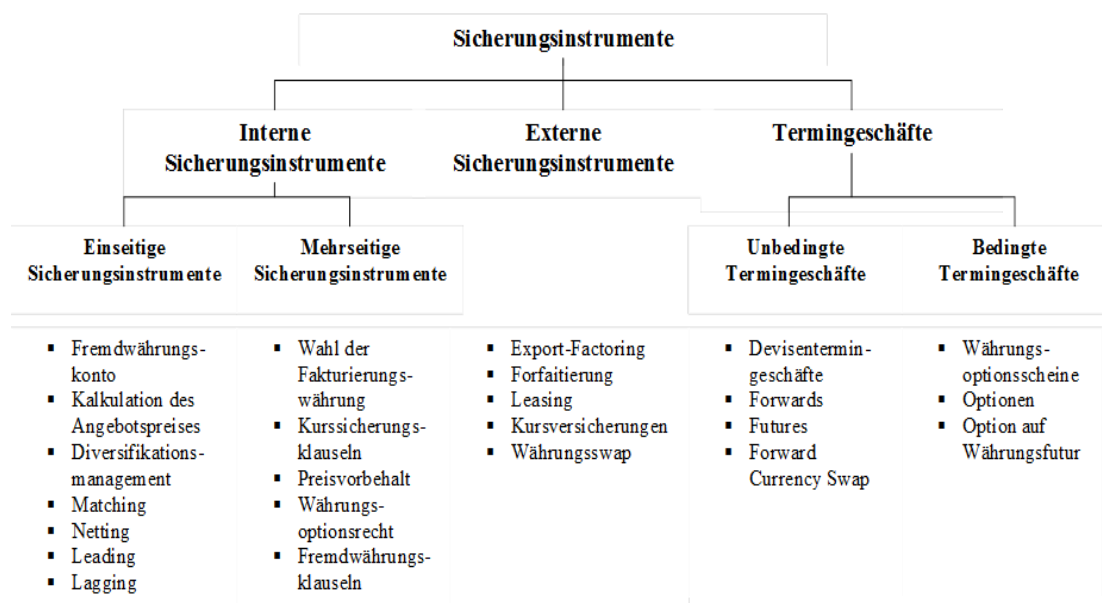 Sicherungsinstrumente
Interne
Sicherungsinstrumente
Externe
Sicherungsinstrumente
Termingeschäfte
Einseitige
Sicherungsinstrumente
Mehrseitige
Sicherungsinstrumente
Unbedingte
Termingeschäfte
Bedingte
Termingeschäfte
▪ Fremdwährungs-
konto
▪ Kalkulation des
Angebotspreises
▪ Diversifikations-
management
▪ Matching
▪ Netting
▪ Leading
▪ Lagging
▪ Wahl der
Fakturierungs-
währung
▪ Kurssicherungs-
klauseln
▪ Preisvorbehalt
▪ Währungs-
optionsrecht
▪ Fremdwährungs-
klauseln
▪ Export-Factoring
▪ Forfaitierung
▪ Leasing
▪ Kursversicherungen
▪ Währungsswap
▪ Devisentermin-
geschäfte
▪ Forwards
▪ Futures
▪ Forward
Currency Swap
▪ Währungs-
optionsscheine
▪ Optionen
▪ Option auf
Währungsfutur